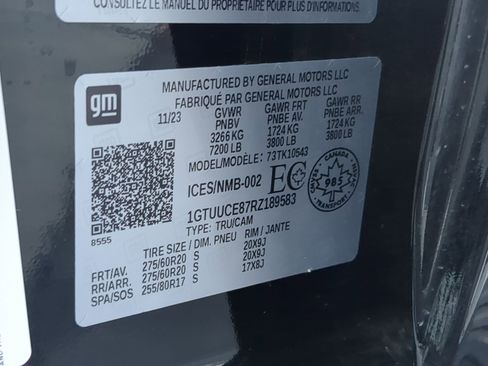 CONSULTEZ LE MANUEL DU PROPRIÉTAIRE POUR PLUS D'INFORMATIONS.
gm
MANUFACTURED BY GENERAL MOTORS LLC
FABRIQUÉ PAR GENERAL MOTORS LLC
11/23 GVWR GAWR FRT GAWR RR
PNBV PNBE AV. PNBE ARR.
3266 KG 1724 KG 1724 KG
7200 LB 3800 LB 3800 LB
MODEL/MODÈLE: 73TK10543
ICES/NMB-002 EC
CANADA
985
TRANSPORT
1GTUUCE87RZ189583
8555
TYPE: TRU/CAM
TIRE SIZE / DIM. PNEU RIM / JANTE
FRT/AV. 275/60R20 S 20X9J
RR/ARR. 275/60R20 S 20X9J
SPA/SOS 255/80R17 S 17X8J